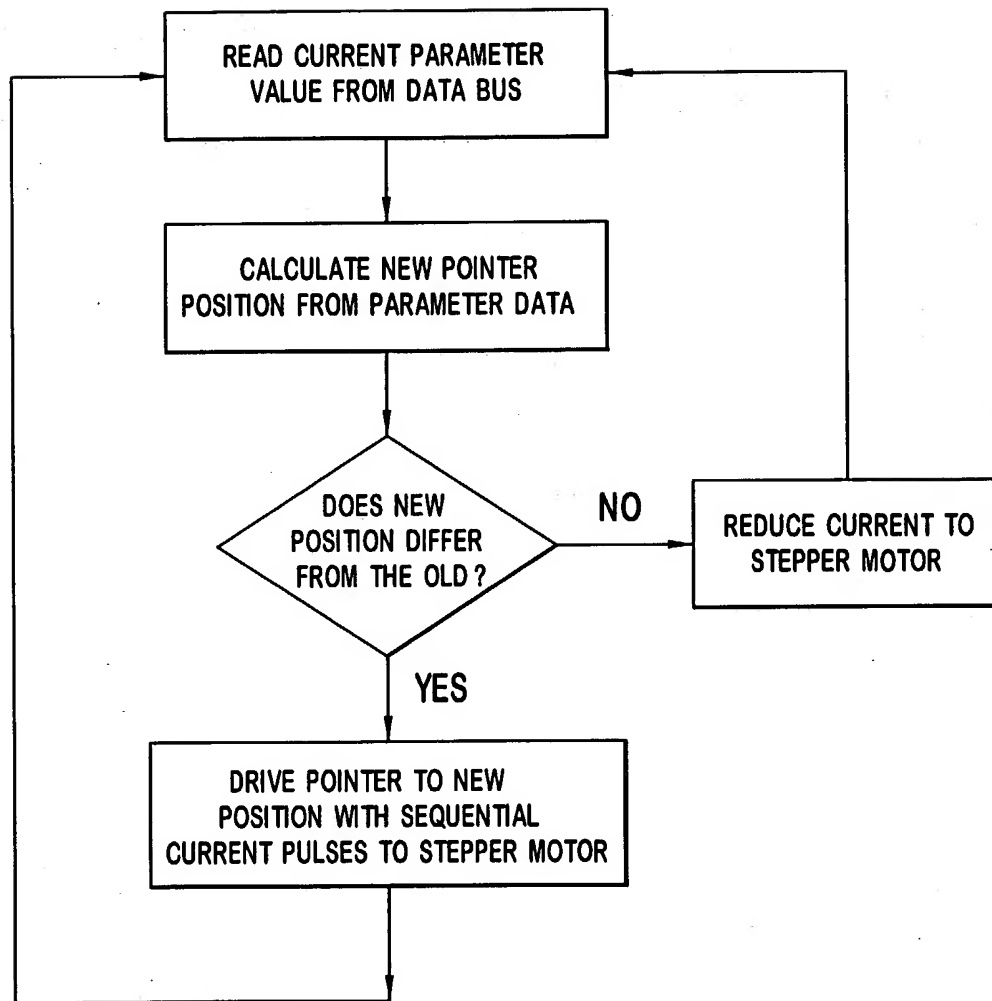 READ CURRENT PARAMETER
VALUE FROM DATA BUS
CALCULATE NEW POINTER
POSITION FROM PARAMETER DATA
DOES NEW
POSITION DIFFER
FROM THE OLD ?
NO
REDUCE CURRENT TO
STEPPER MOTOR
YES
DRIVE POINTER TO NEW
POSITION WITH SEQUENTIAL
CURRENT PULSES TO STEPPER MOTOR